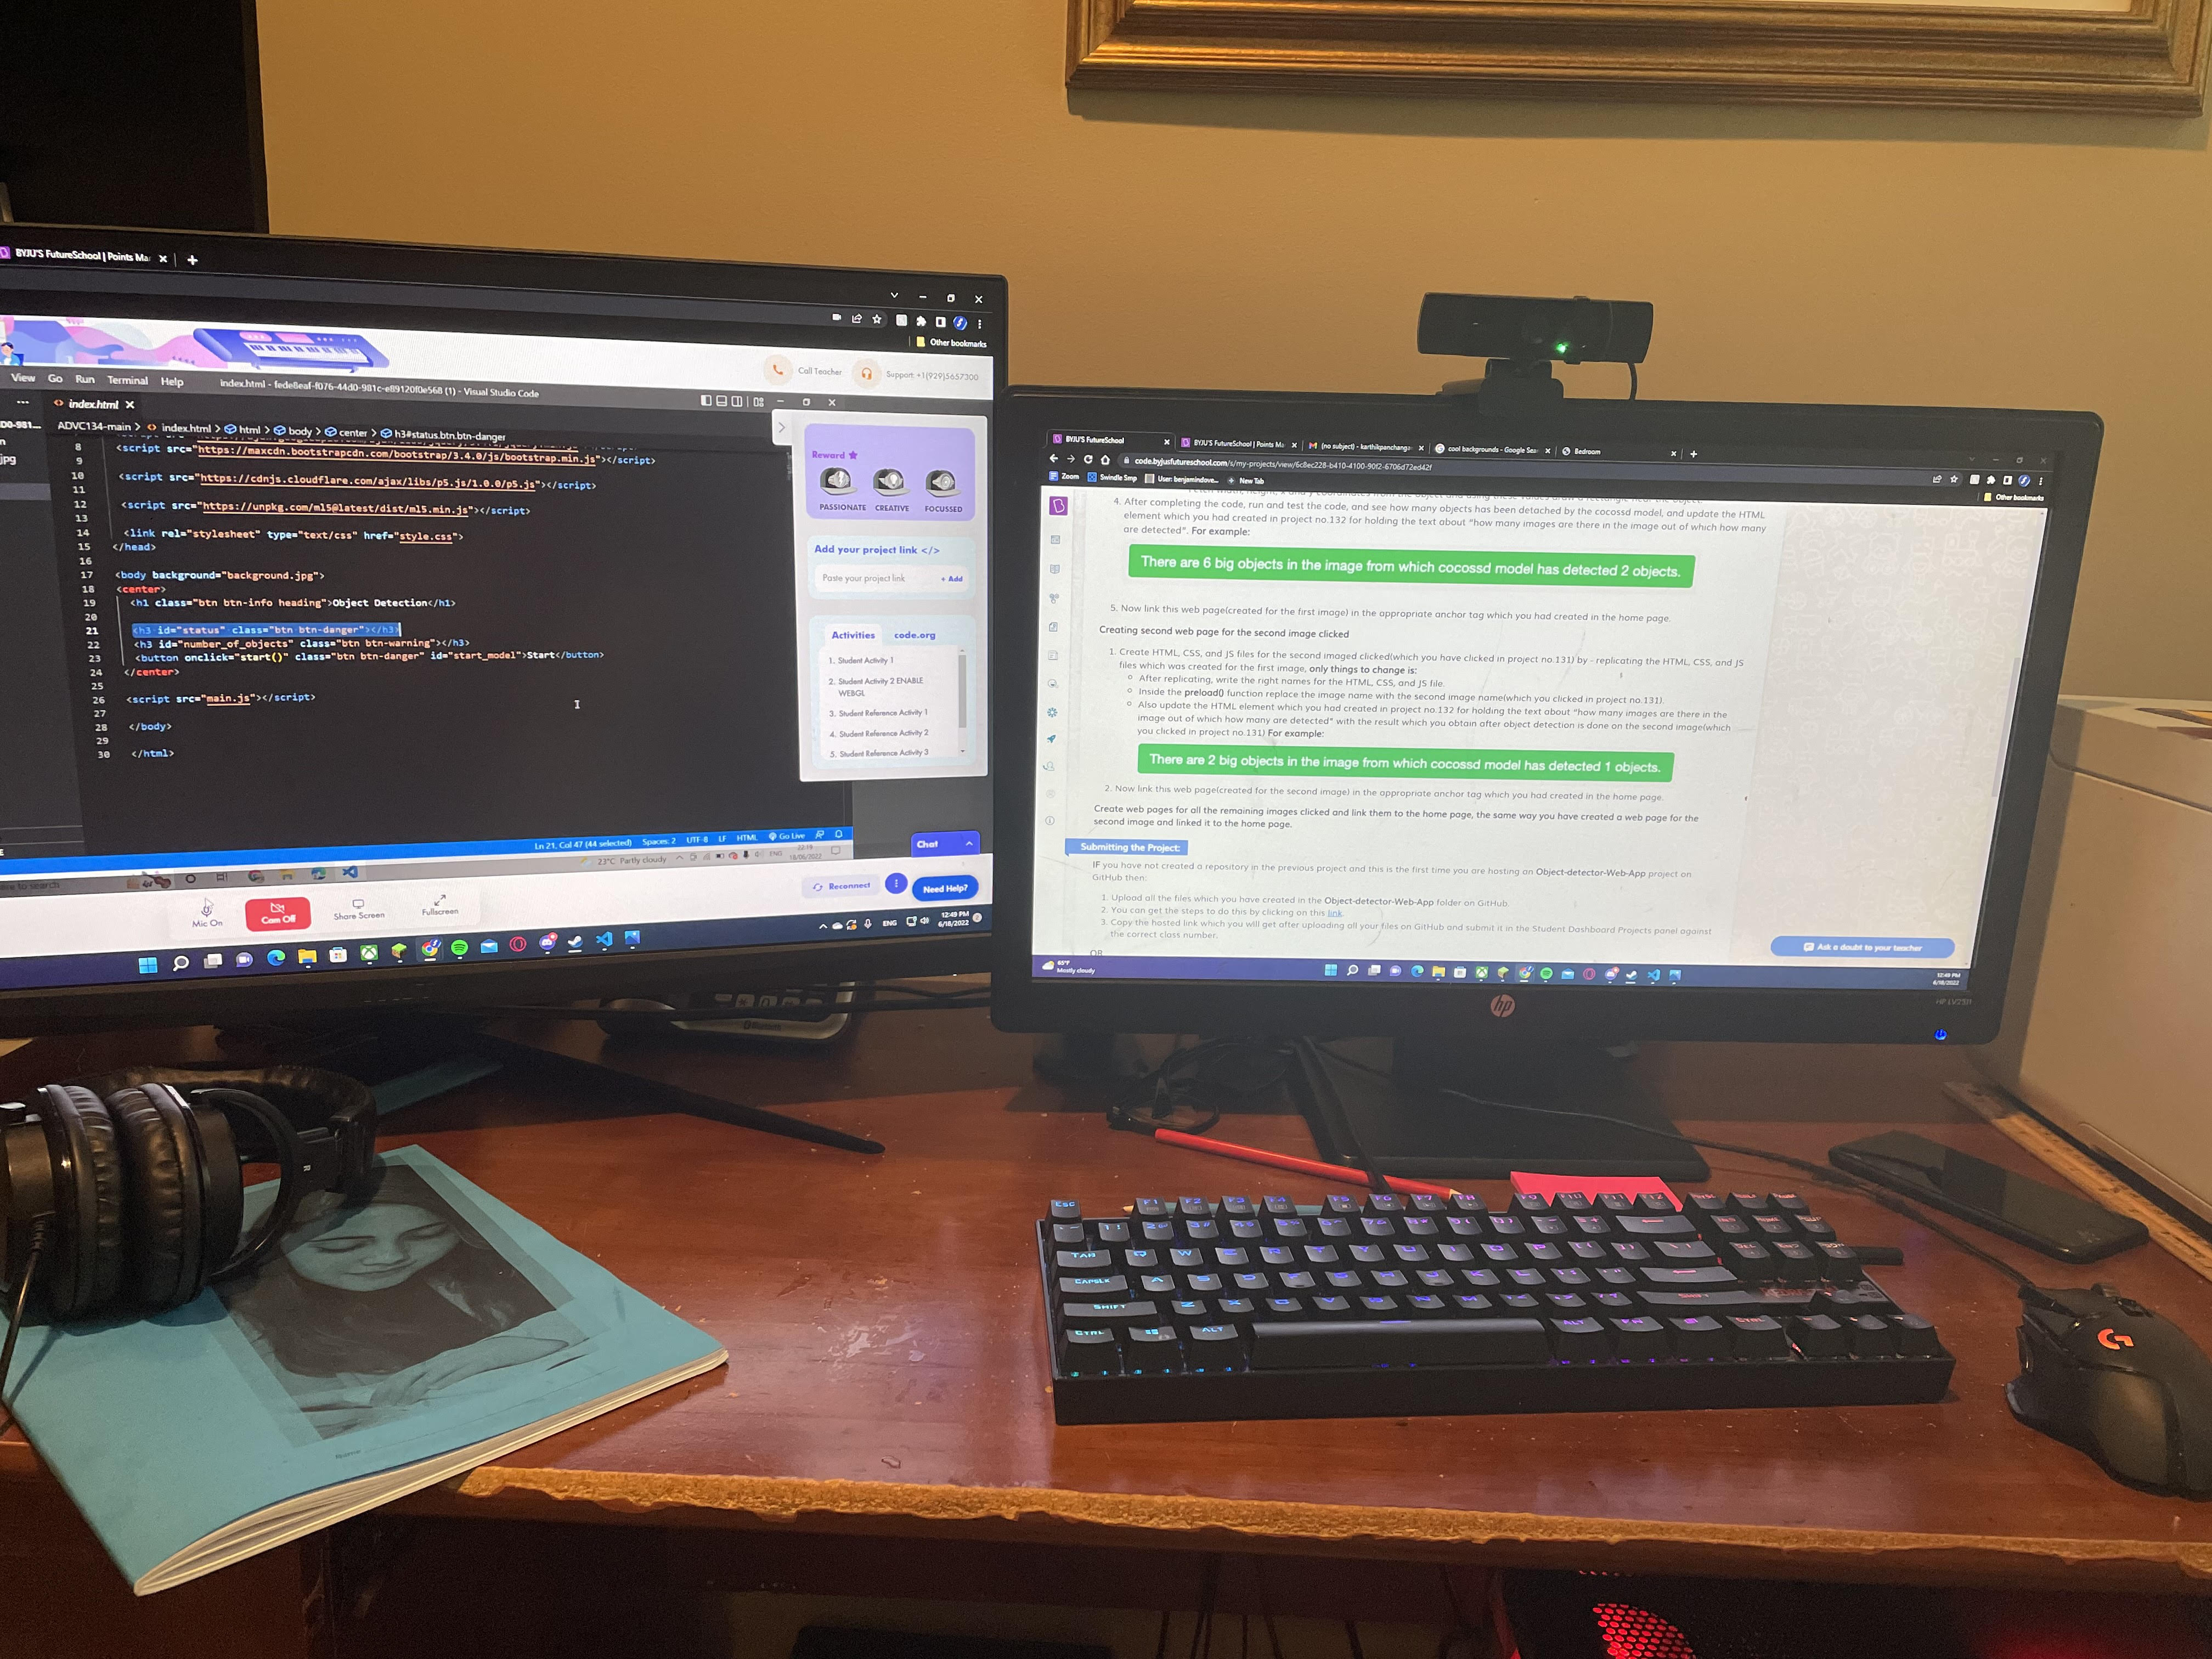 BYJU'S FutureSchool | Points Ma
Other bookmarks
Call Teacher
Support: +1(929)5657300
View Go Run Terminal Help
index.html - fede8eaf-f076-44d0-981c-e89120f0e568 (1) - Visual Studio Code
index.html
ADVC134-main > index.html > html > body > center > h3#status.btn.btn-danger
8
9 <script src="https://maxcdn.bootstrapcdn.com/bootstrap/3.4.0/js/bootstrap.min.js"></script>
10 <script src="https://cdnjs.cloudflare.com/ajax/libs/p5.js/1.0.0/p5.js"></script>
11
12 <script src="https://unpkg.com/ml5@latest/dist/ml5.min.js"></script>
13
14 <link rel="stylesheet" type="text/css" href="style.css">
15 </head>
16
17 <body background="background.jpg">
18 <center>
19 <h1 class="btn btn-info heading">Object Detection</h1>
20
21 <h3 id="status" class="btn btn-danger"></h3>
22 <h3 id="number_of_objects" class="btn btn-warning"></h3>
23 <button onclick="start()" class="btn btn-danger" id="start_model">Start</button>
24 </center>
25
26 <script src="main.js"></script>
27
28 </body>
29
30 </html>
Reward
PASSIONATE CREATIVE FOCUSSED
Add your project link </>
Paste your project link + Add
Activities code.org
1. Student Activity 1
2. Student Activity 2 ENABLE
WEBGL
3. Student Reference Activity 1
4. Student Reference Activity 2
5. Student Reference Activity 3
Ln 21, Col 47 (44 selected) Spaces: 2 UTF-8 LF HTML Go Live
23°C Partly cloudy ENG
18/06/2022
Chat
Reconnect Need Help?
Mic On Cam Off Share Screen Fullscreen
ENG 12:49 PM
6/18/2022
BYJU'S FutureSchool
BYJU'S FutureSchool | Points Ma
(no subject) - karthikpanchanga
cool backgrounds - Google Sea
Bedroom
code.byjusfutureschool.com/s/my-projects/view/6c8ec228-b410-4100-90f2-6706d72ed42f
Zoom Swindle Smp User: benjamindove... New Tab
Other bookmarks
4. After completing the code, run and test the code, and see how many objects has been detached by the cocossd model, and update the HTML
element which you had created in project no.132 for holding the text about "how many images are there in the image out of which how many
are detected". For example:
There are 6 big objects in the image from which cocossd model has detected 2 objects.
5. Now link this web page(created for the first image) in the appropriate anchor tag which you had created in the home page.
Creating second web page for the second image clicked
1. Create HTML, CSS, and JS files for the second imaged clicked(which you have clicked in project no.131) by - replicating the HTML, CSS, and JS
files which was created for the first image, only things to change is:
After replicating, write the right names for the HTML, CSS, and JS file.
Inside the preload() function replace the image name with the second image name(which you clicked in project no.131).
Also update the HTML element which you had created in project no.132 for holding the text about "how many images are there in the
image out of which how many are detected" with the result which you obtain after object detection is done on the second image(which
you clicked in project no.131) For example:
There are 2 big objects in the image from which cocossd model has detected 1 objects.
2. Now link this web page(created for the second image) in the appropriate anchor tag which you had created in the home page.
Create web pages for all the remaining images clicked and link them to the home page, the same way you have created a web page for the
second image and linked it to the home page.
Submitting the Project:
IF you have not created a repository in the previous project and this is the first time you are hosting an Object-detector-Web-App project on
GitHub then:
1. Upload all the files which you have created in the Object-detector-Web-App folder on GitHub.
2. You can get the steps to do this by clicking on this link.
3. Copy the hosted link which you will get after uploading all your files on GitHub and submit it in the Student Dashboard Projects panel against
the correct class number.
OR
Ask a doubt to your teacher
65°F
Mostly cloudy
12:49 PM
6/18/2022
hp
ESC F1 F2 F3 F4 F5 F6 F7 F8
TAB Q W E R T Y U I O P
CAPSLK A S D
SHIFT Z X C V
CTRL ALT ALT FN CTRL
R